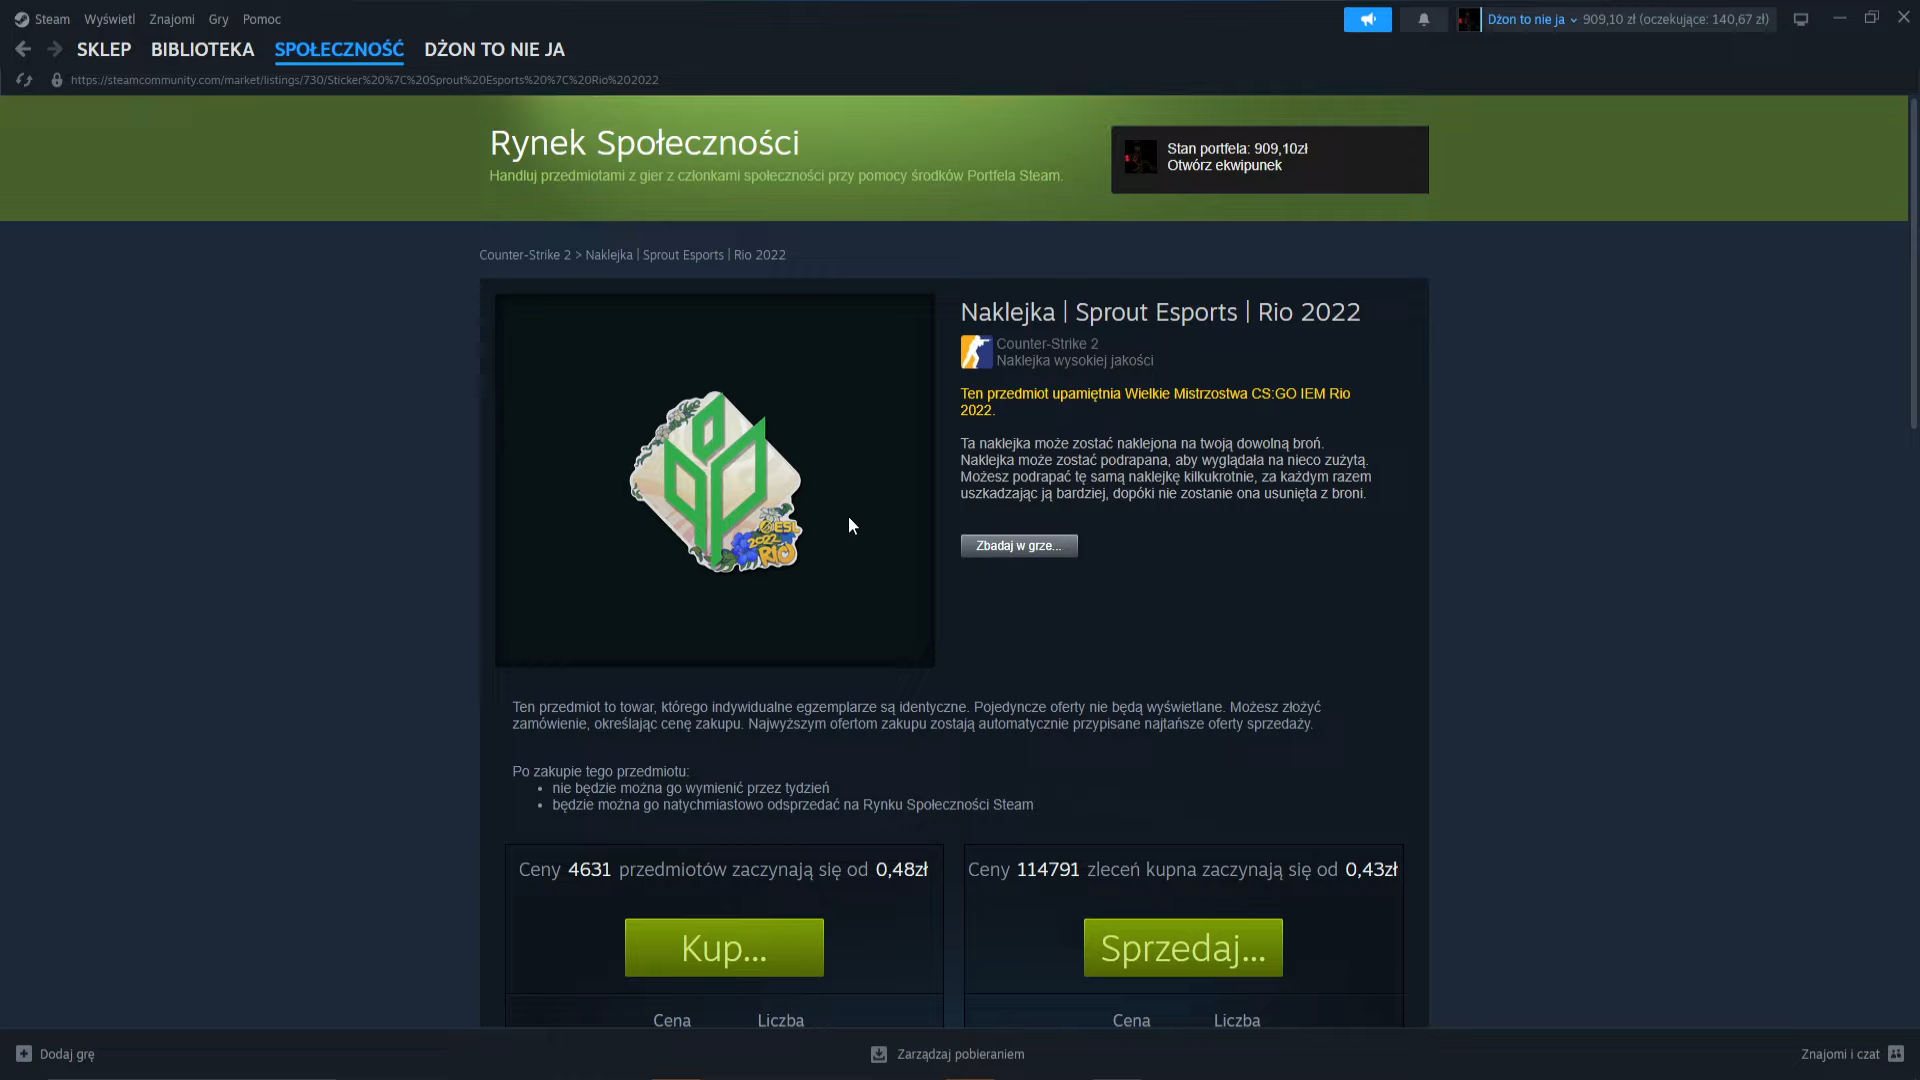 Steam Wyświetl Znajomi Gry Pomoc
Dżon to nie ja 909,10 zł (oczekujące: 140,67 zł)
SKLEP BIBLIOTEKA SPOŁECZNOŚĆ DŻON TO NIE JA
https://steamcommunity.com/market/listings/730/Sticker%20%7C%20Sprout%20Esports%20%7C%20Rio%202022
Rynek Społeczności
Handluj przedmiotami z gier z członkami społeczności przy pomocy środków Portfela Steam.
Stan portfela: 909,10zł
Otwórz ekwipunek
Counter-Strike 2 > Naklejka | Sprout Esports | Rio 2022
ESL
2022
RIO
Naklejka | Sprout Esports | Rio 2022
Counter-Strike 2
Naklejka wysokiej jakości
Ten przedmiot upamiętnia Wielkie Mistrzostwa CS:GO IEM Rio
2022.
Ta naklejka może zostać naklejona na twoją dowolną broń.
Naklejka może zostać podrapana, aby wyglądała na nieco zużytą.
Możesz podrapać tę samą naklejkę kilkukrotnie, za każdym razem
uszkadzając ją bardziej, dopóki nie zostanie ona usunięta z broni.
Zbadaj w grze...
Ten przedmiot to towar, którego indywidualne egzemplarze są identyczne. Pojedyncze oferty nie będą wyświetlane. Możesz złożyć
zamówienie, określając cenę zakupu. Najwyższym ofertom zakupu zostają automatycznie przypisane najtańsze oferty sprzedaży.
Po zakupie tego przedmiotu:
• nie będzie można go wymienić przez tydzień
• będzie można go natychmiastowo odsprzedać na Rynku Społeczności Steam
Ceny 4631 przedmiotów zaczynają się od 0,48zł
Kup...
Cena Liczba
Ceny 114791 zleceń kupna zaczynają się od 0,43zł
Sprzedaj...
Cena Liczba
Dodaj grę
Zarządzaj pobieraniem
Znajomi i czat